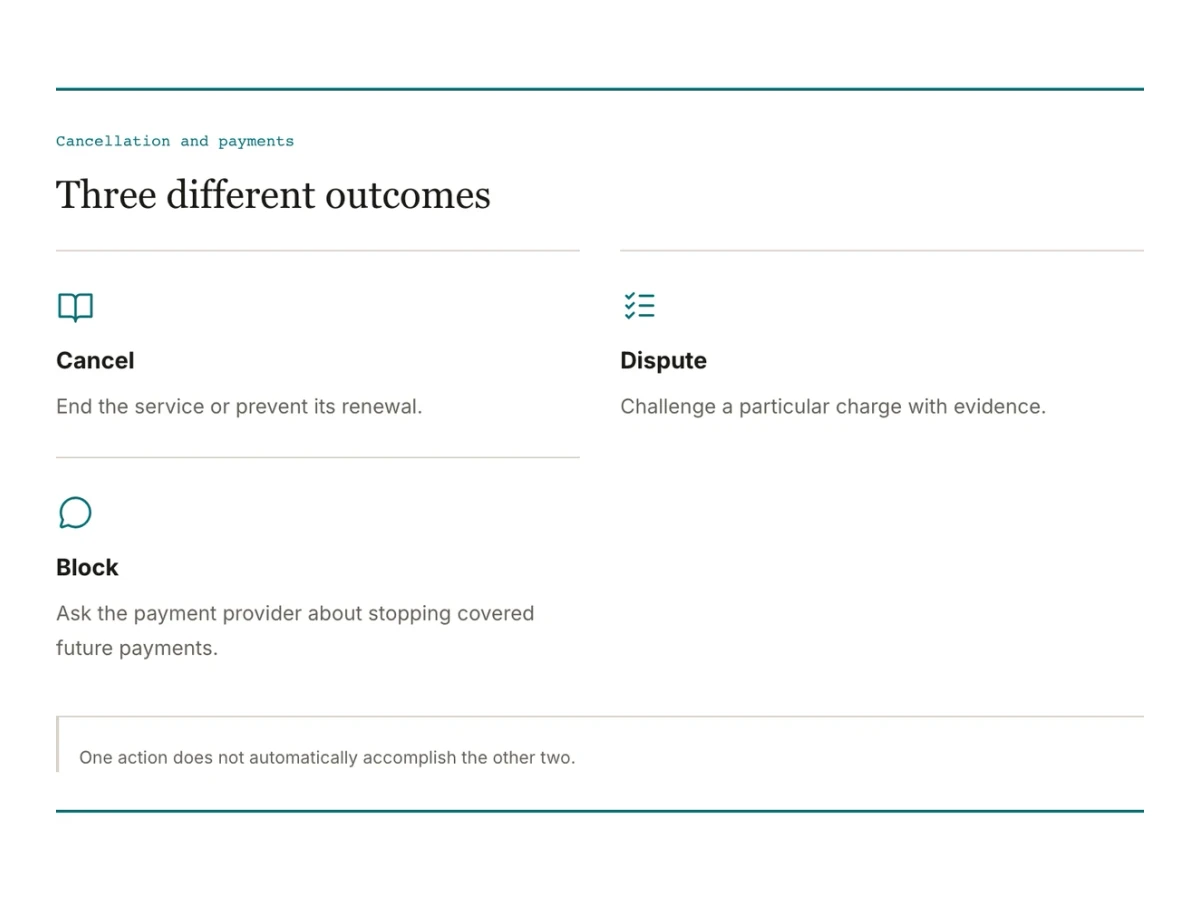 Cancellation and payments
Three different outcomes
Cancel
End the service or prevent its renewal.
Dispute
Challenge a particular charge with evidence.
Block
Ask the payment provider about stopping covered
future payments.
One action does not automatically accomplish the other two.